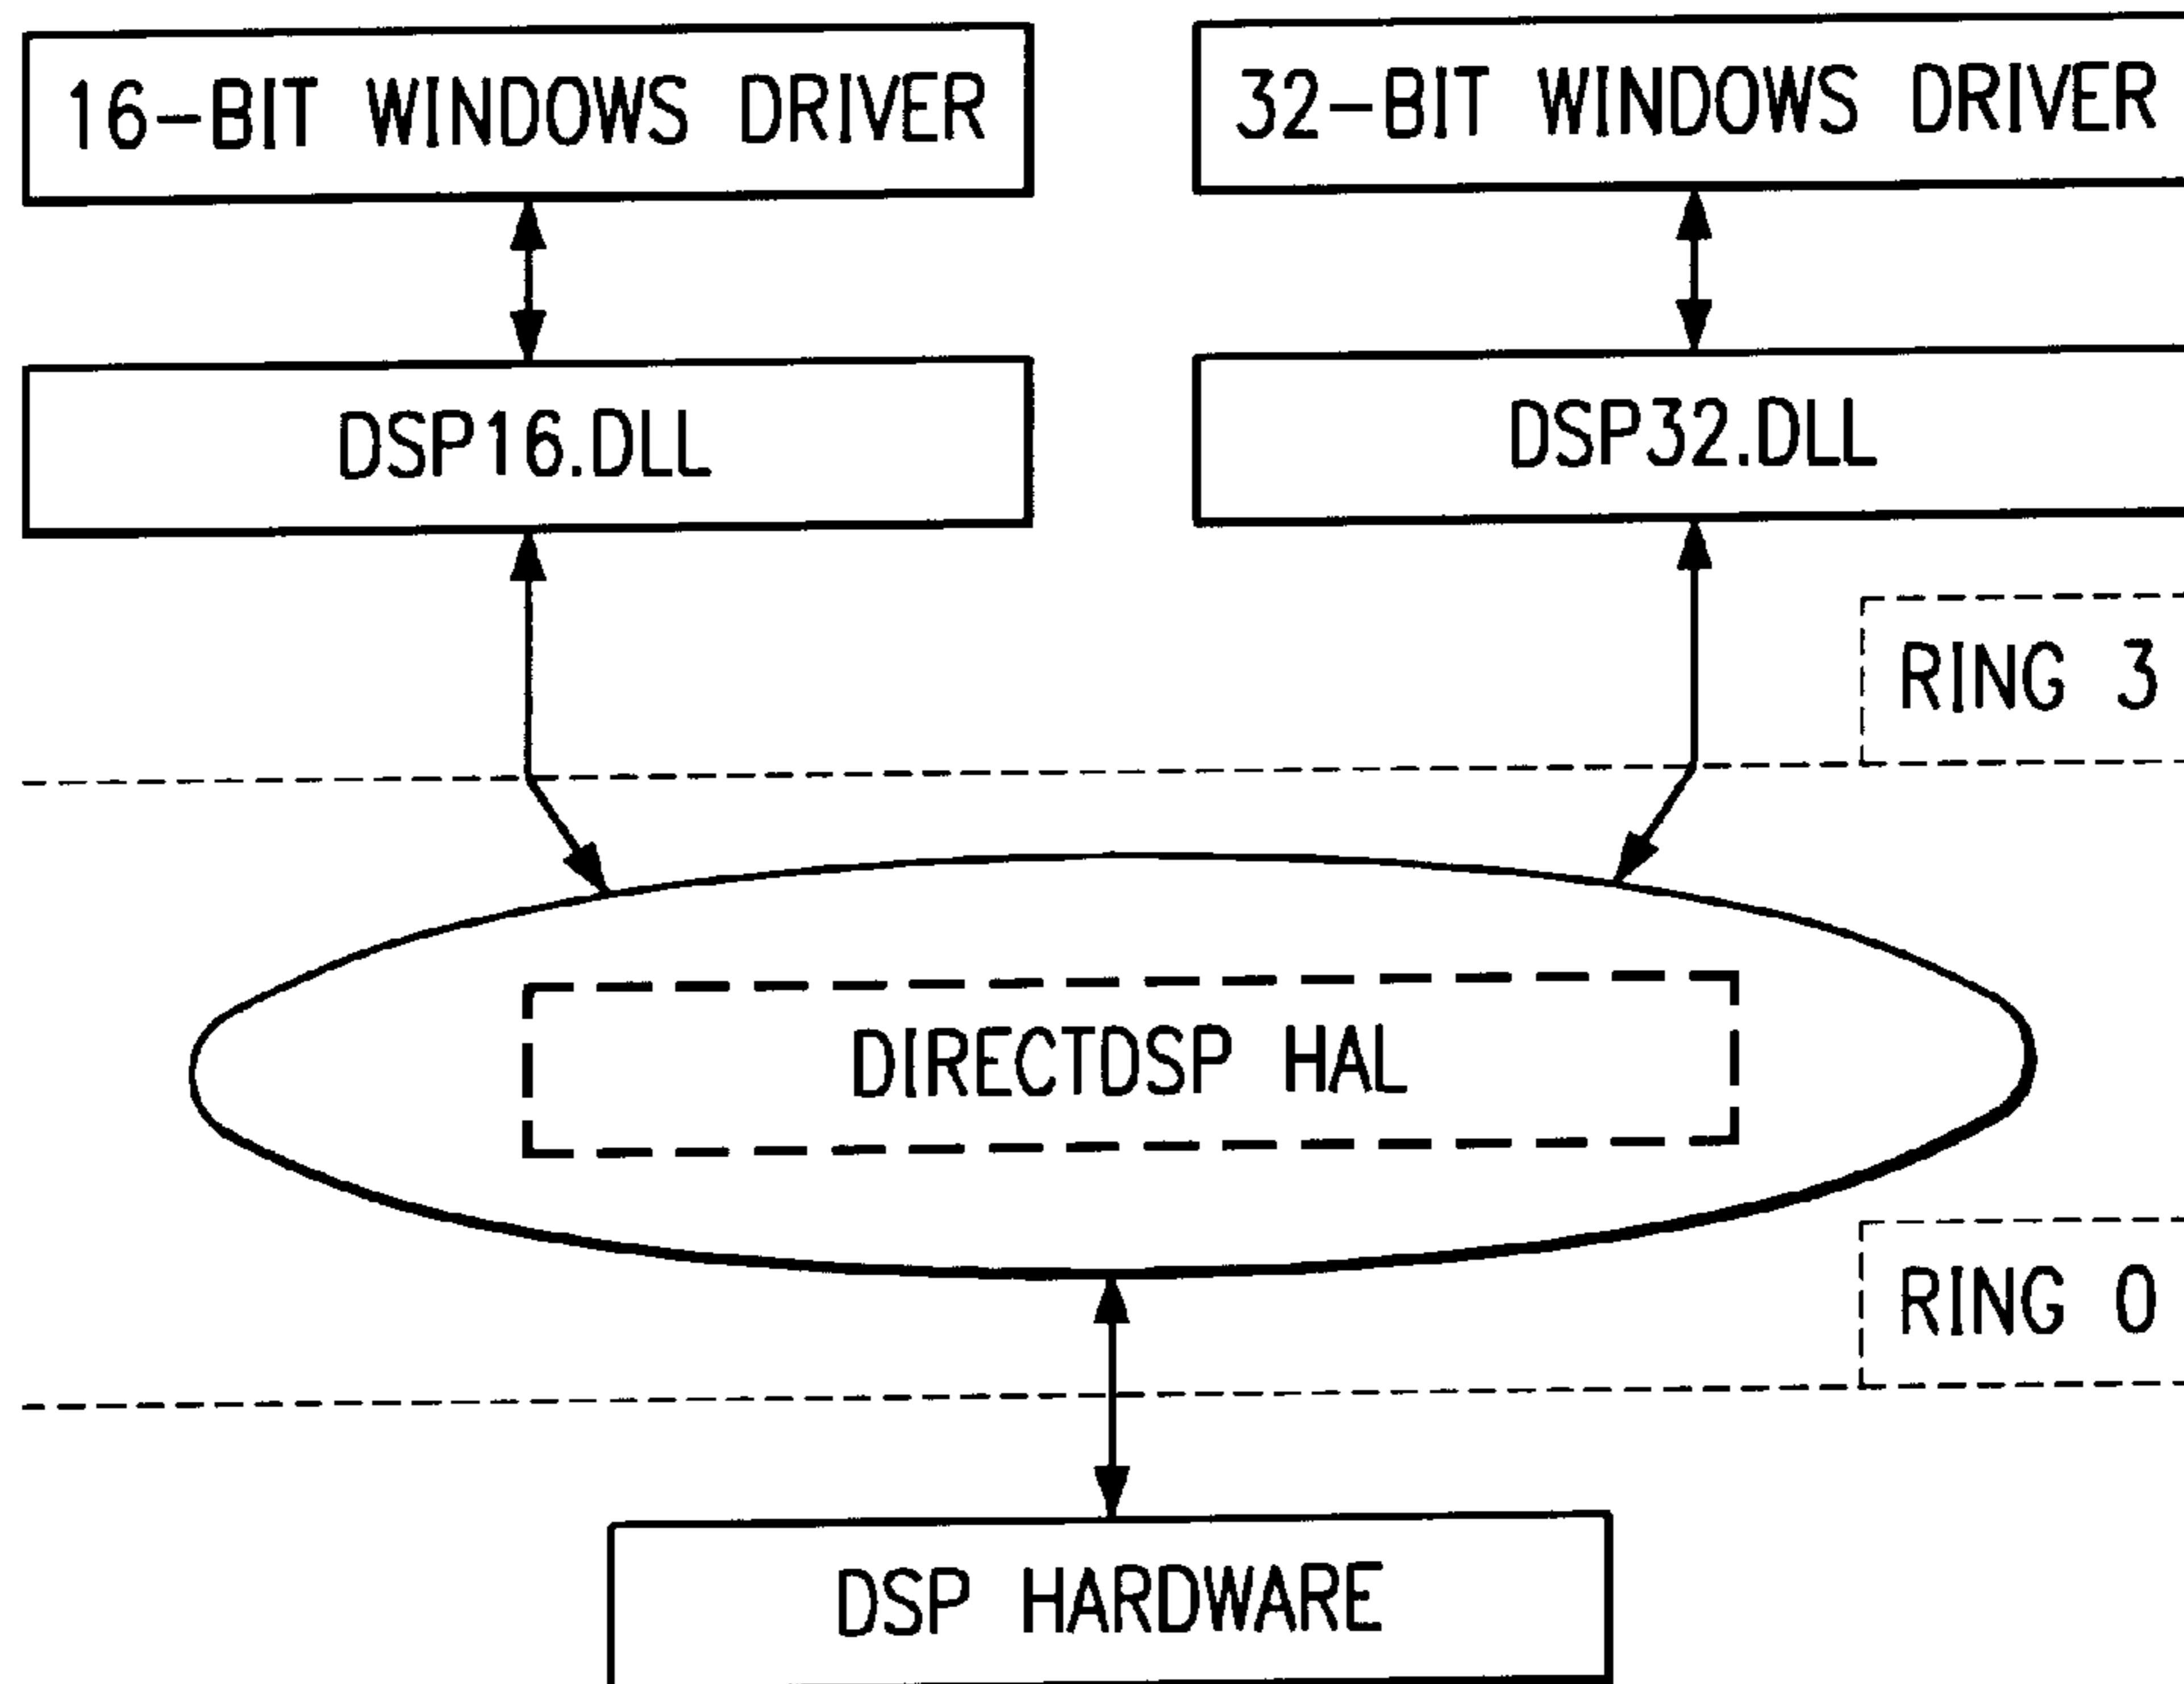 16-BIT WINDOWS DRIVER
32-BIT WINDOWS DRIVER
DSP16.DLL
DSP32.DLL
RING 3
DIRECTDSP HAL
RING 0
DSP HARDWARE